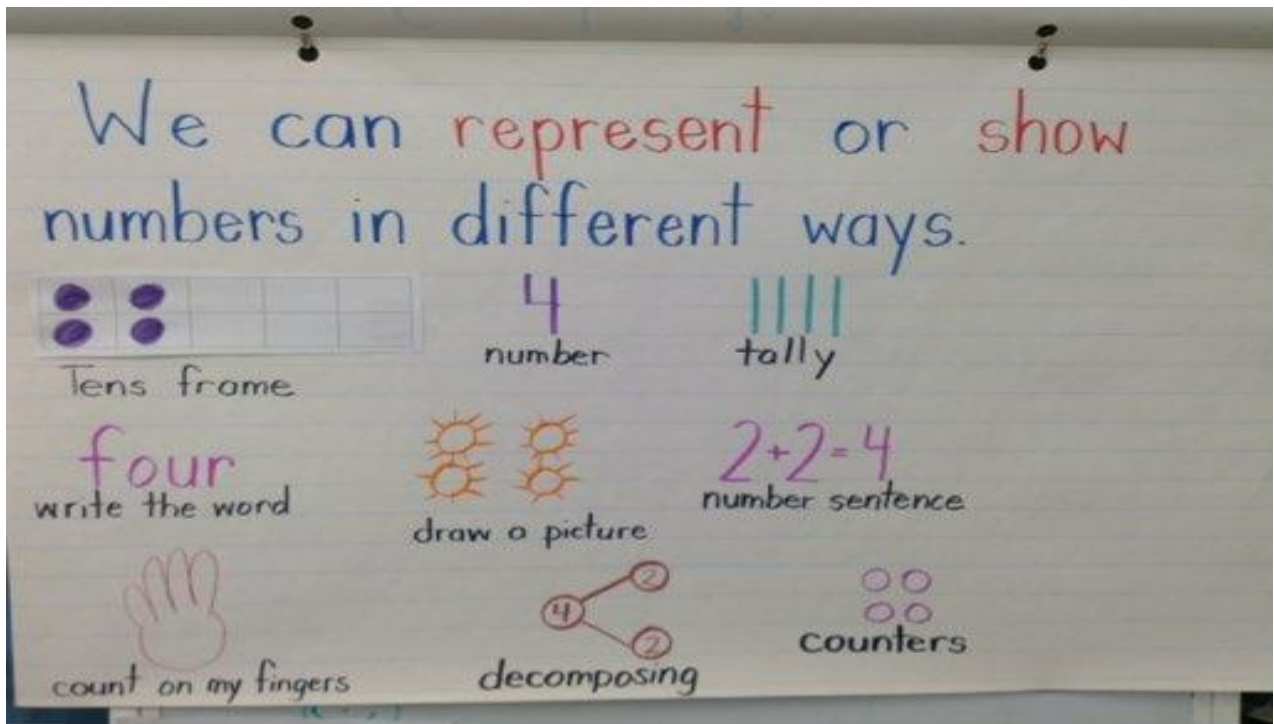 We can represent or show
numbers in different ways.
4
Tens frame
number
tally
four
write the word
2+2=4
number sentence
draw a picture
2
4
2
count on my fingers
decomposing
counters